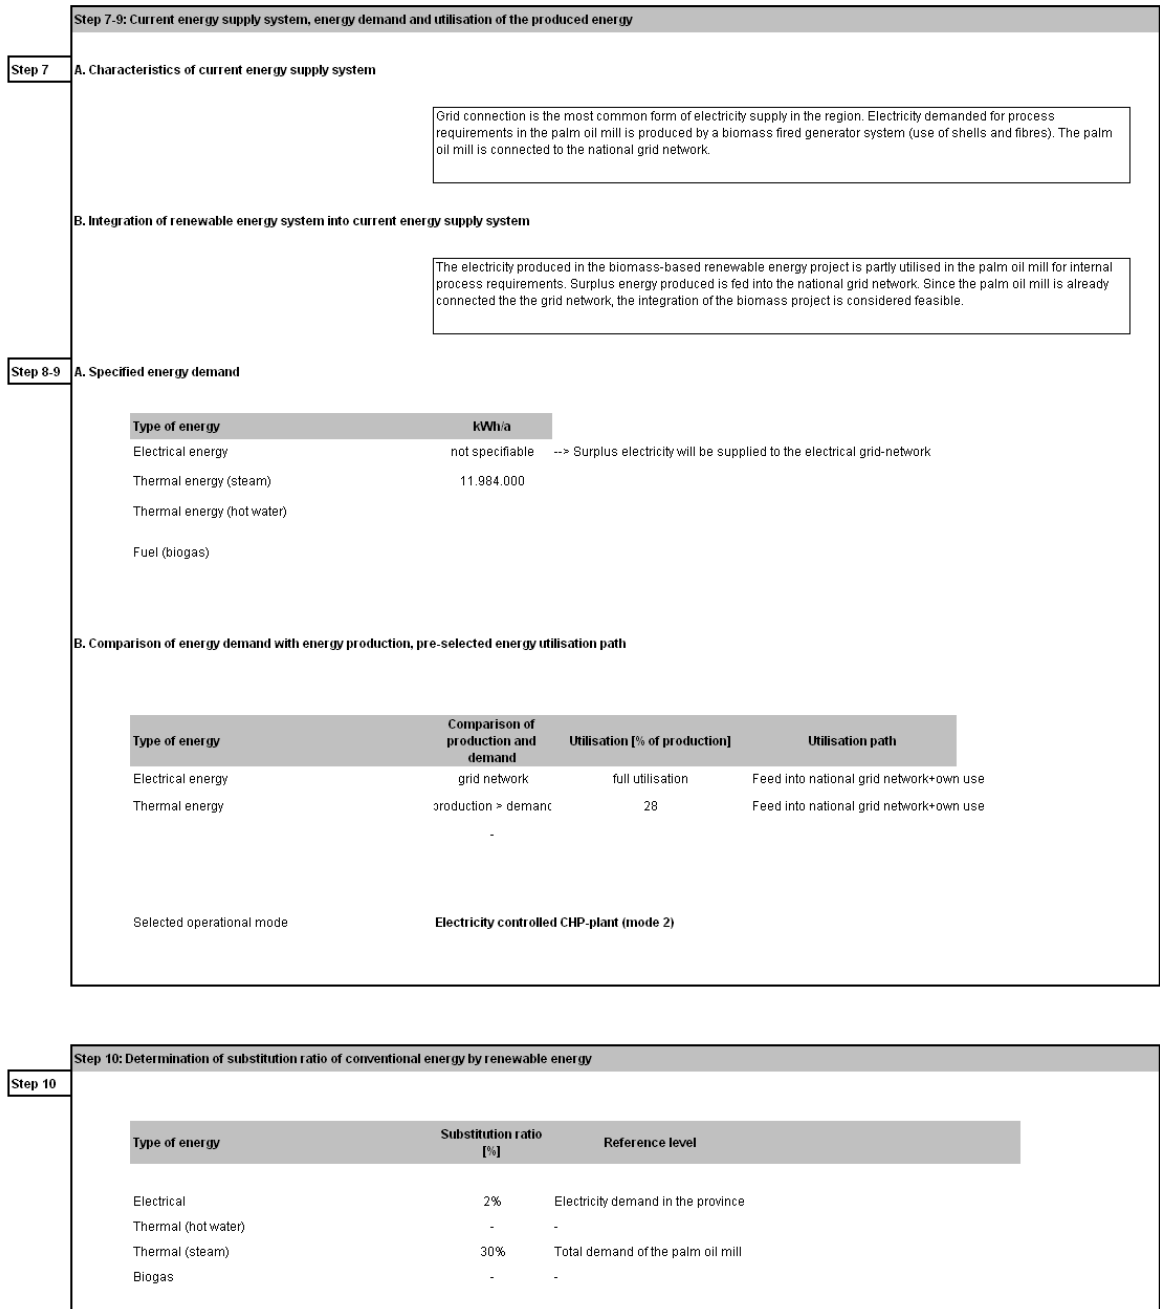 Step 7-9: Current energy supply system, energy demand and utilisation of the produced energy
Step 7
A. Characteristics of current energy supply system
Grid connection is the most common form of electricity supply in the region. Electricity demanded for process
requirements in the palm oil mill is produced by a biomass fired generator system (use of shells and fibres). The palm
oil mill is connected to the national grid network.
B. Integration of renewable energy system into current energy supply system
The electricity produced in the biomass-based renewable energy project is partly utilised in the palm oil mill for internal
process requirements. Surplus energy produced is fed into the national grid network. Since the palm oil mill is already
connected the the grid network, the integration of the biomass project is considered feasible.
Step 8-9
A. Specified energy demand
Type of energy kWh/a
Electrical energy not specifiable --> Surplus electricity will be supplied to the electrical grid-network
Thermal energy (steam) 11.984.000
Thermal energy (hot water)
Fuel (biogas)
B. Comparison of energy demand with energy production, pre-selected energy utilisation path
Type of energy Comparison of production and demand Utilisation [% of production] Utilisation path
Electrical energy grid network full utilisation Feed into national grid network+own use
Thermal energy production > demand 28 Feed into national grid network+own use
-
Selected operational mode Electricity controlled CHP-plant (mode 2)
Step 10: Determination of substitution ratio of conventional energy by renewable energy
Step 10
Type of energy Substitution ratio [%] Reference level
Electrical 2% Electricity demand in the province
Thermal (hot water) - -
Thermal (steam) 30% Total demand of the palm oil mill
Biogas - -